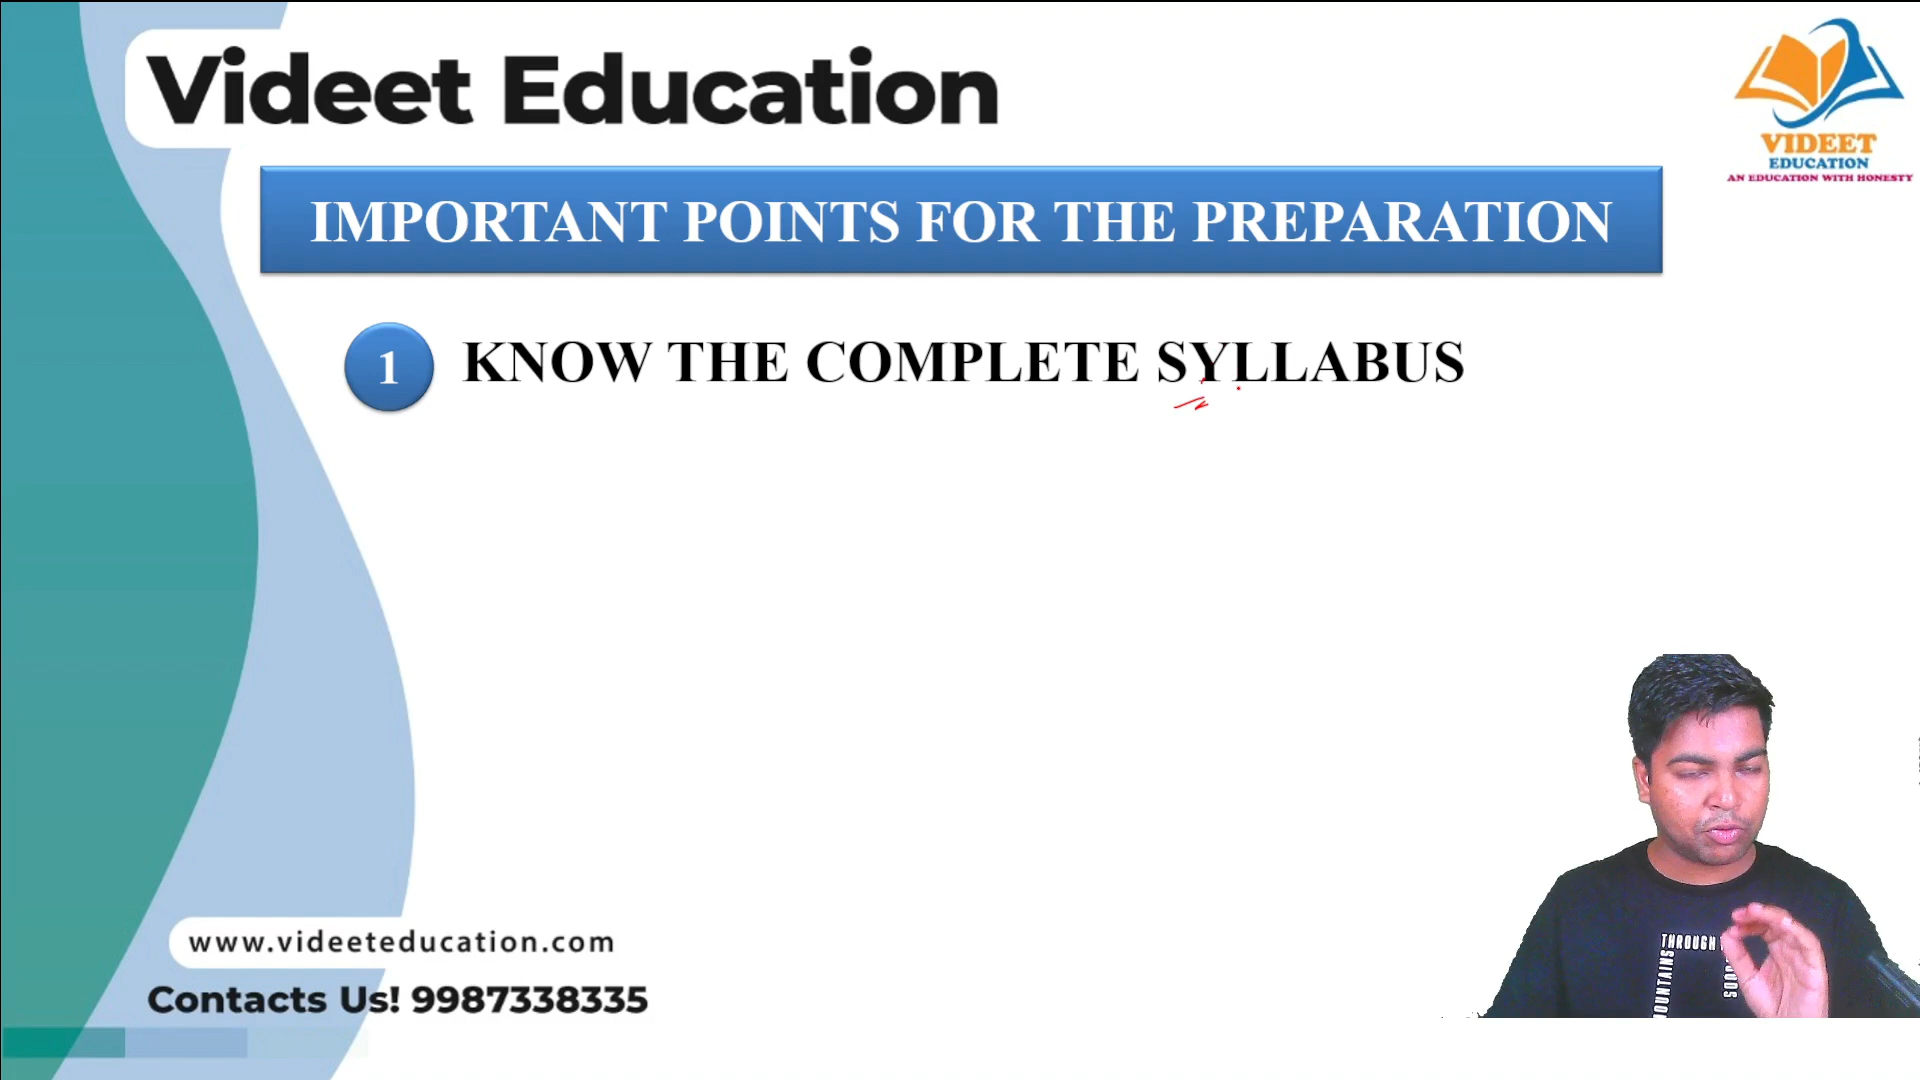 Videet Education
VIDEET
EDUCATION
AN EDUCATION WITH HONESTY
IMPORTANT POINTS FOR THE PREPARATION
1 KNOW THE COMPLETE SYLLABUS
THROUGH
MOUNTAINS
www.videeteducation.com
Contacts Us! 9987338335